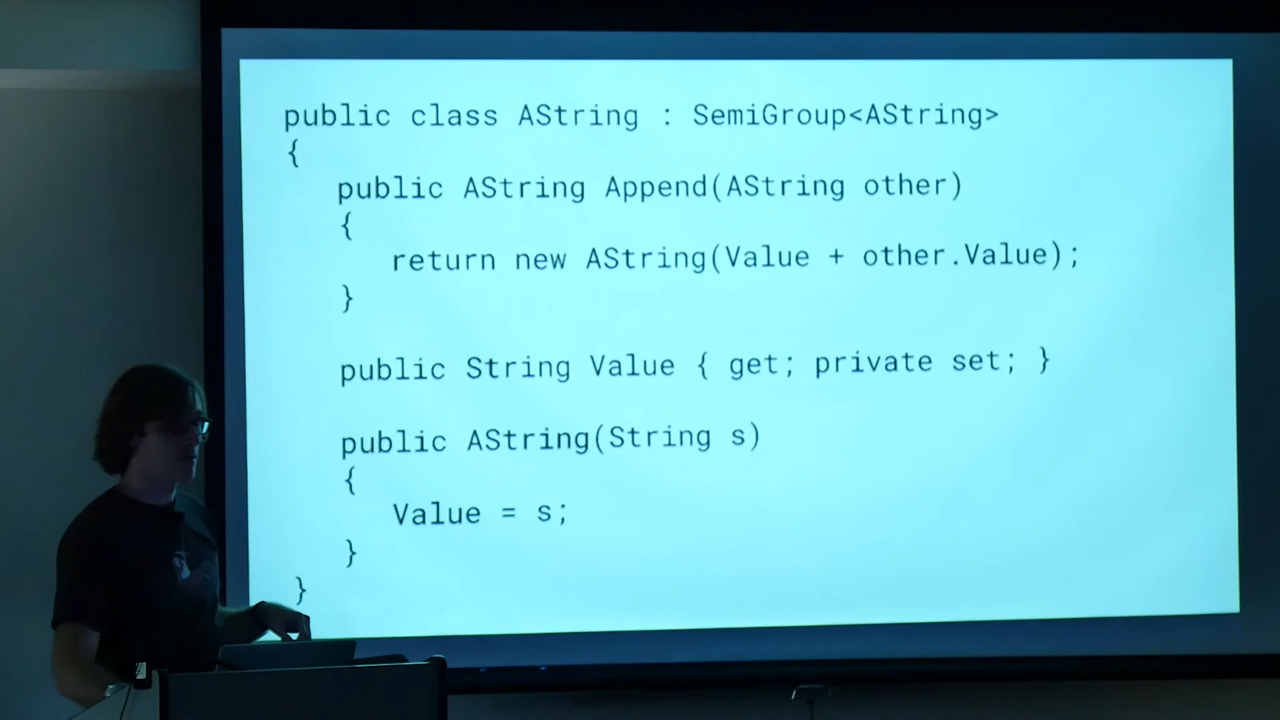 public class AString : SemiGroup<AString>
{
public AString Append(AString other)
{
return new AString(Value + other.Value);
}
public String Value { get; private set; }
public AString(String s)
{
Value = s;
}
}